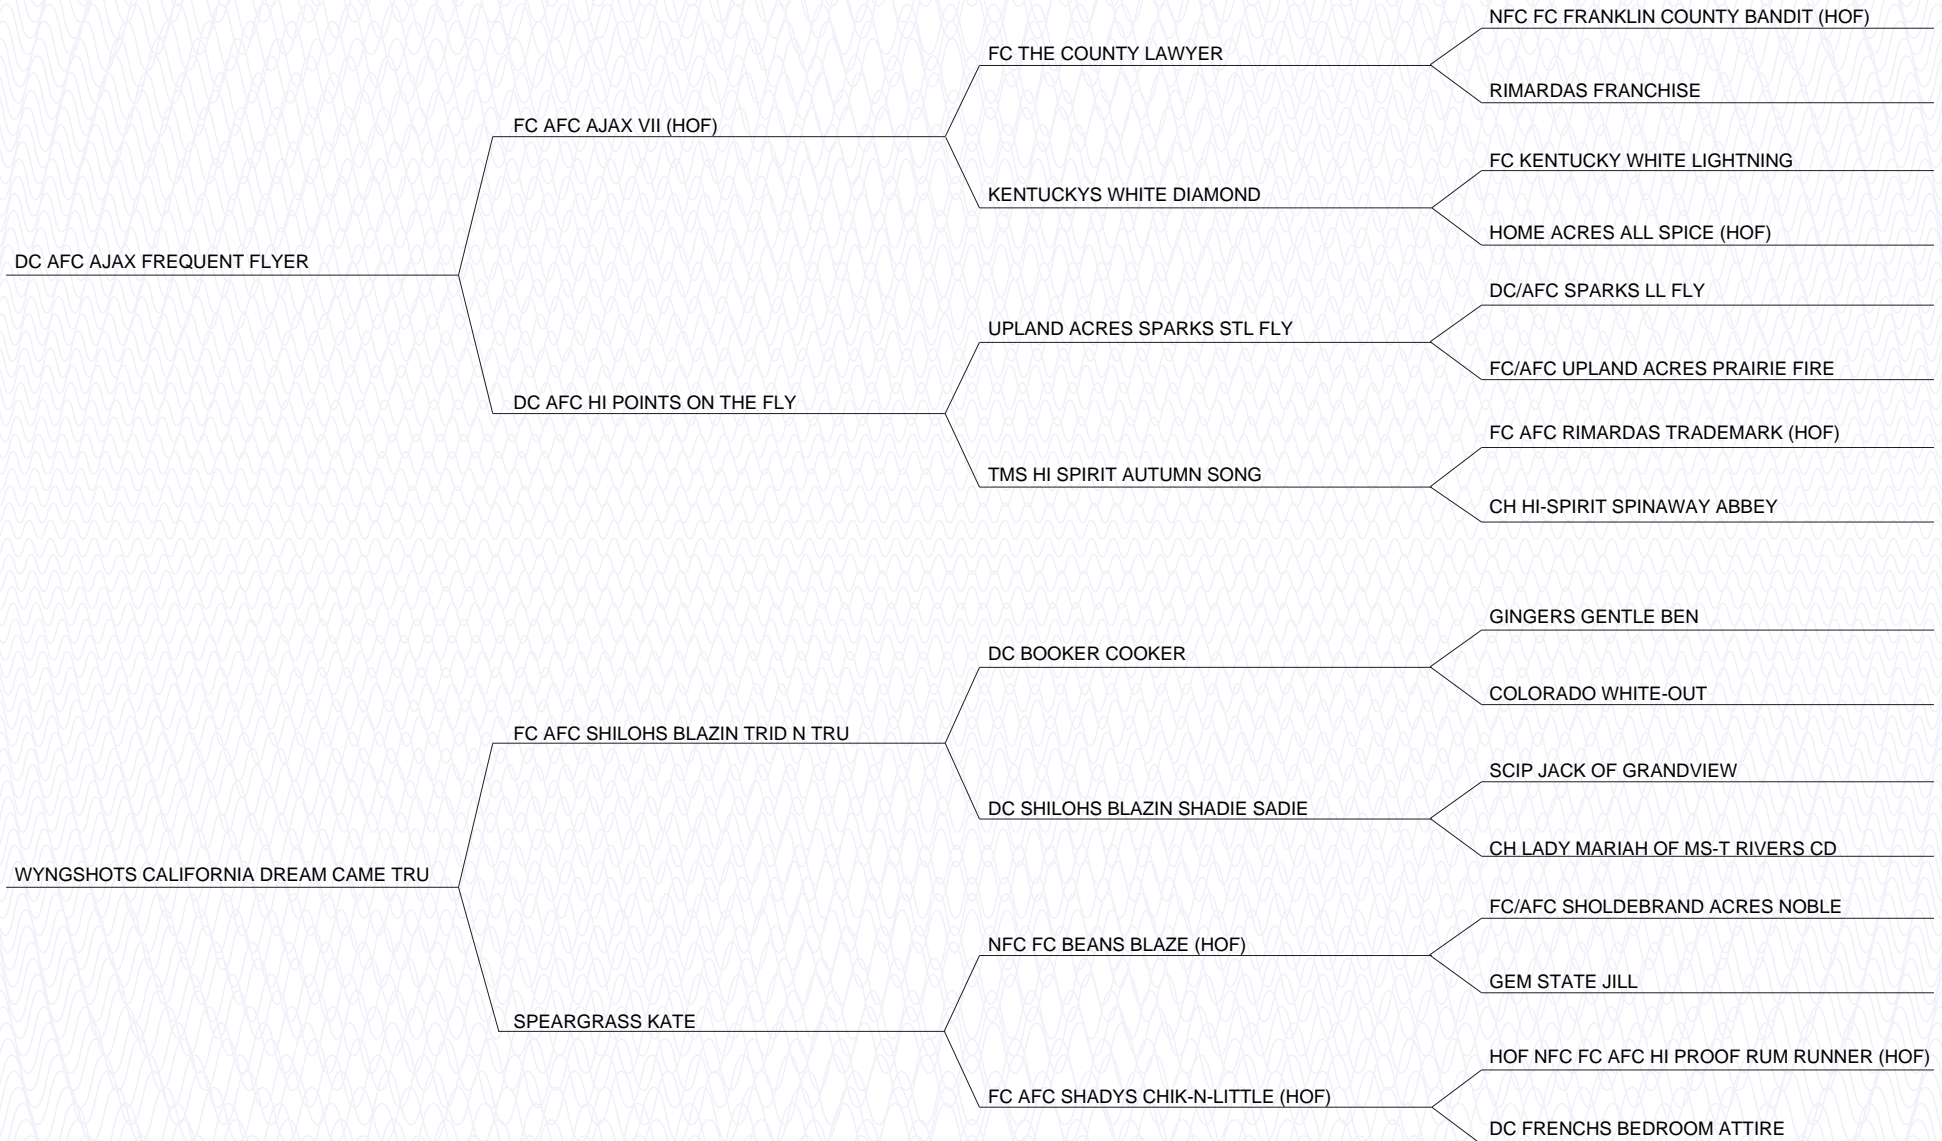 NFC FC FRANKLIN COUNTY BANDIT (HOF)
FC THE COUNTY LAWYER
RIMARDAS FRANCHISE
FC AFC AJAX VII (HOF)
FC KENTUCKY WHITE LIGHTNING
KENTUCKYS WHITE DIAMOND
HOME ACRES ALL SPICE (HOF)
DC AFC AJAX FREQUENT FLYER
DC/AFC SPARKS LL FLY
UPLAND ACRES SPARKS STL FLY
FC/AFC UPLAND ACRES PRAIRIE FIRE
DC AFC HI POINTS ON THE FLY
FC AFC RIMARDAS TRADEMARK (HOF)
TMS HI SPIRIT AUTUMN SONG
CH HI-SPIRIT SPINAWAY ABBEY
GINGERS GENTLE BEN
DC BOOKER COOKER
COLORADO WHITE-OUT
FC AFC SHILOHS BLAZIN TRID N TRU
SCIP JACK OF GRANDVIEW
DC SHILOHS BLAZIN SHADIE SADIE
CH LADY MARIAH OF MS-T RIVERS CD
WYNGSHOTS CALIFORNIA DREAM CAME TRU
FC/AFC SHOLDEBRAND ACRES NOBLE
NFC FC BEANS BLAZE (HOF)
GEM STATE JILL
SPEARGRASS KATE
HOF NFC FC AFC HI PROOF RUM RUNNER (HOF)
FC AFC SHADYS CHIK-N-LITTLE (HOF)
DC FRENCHS BEDROOM ATTIRE